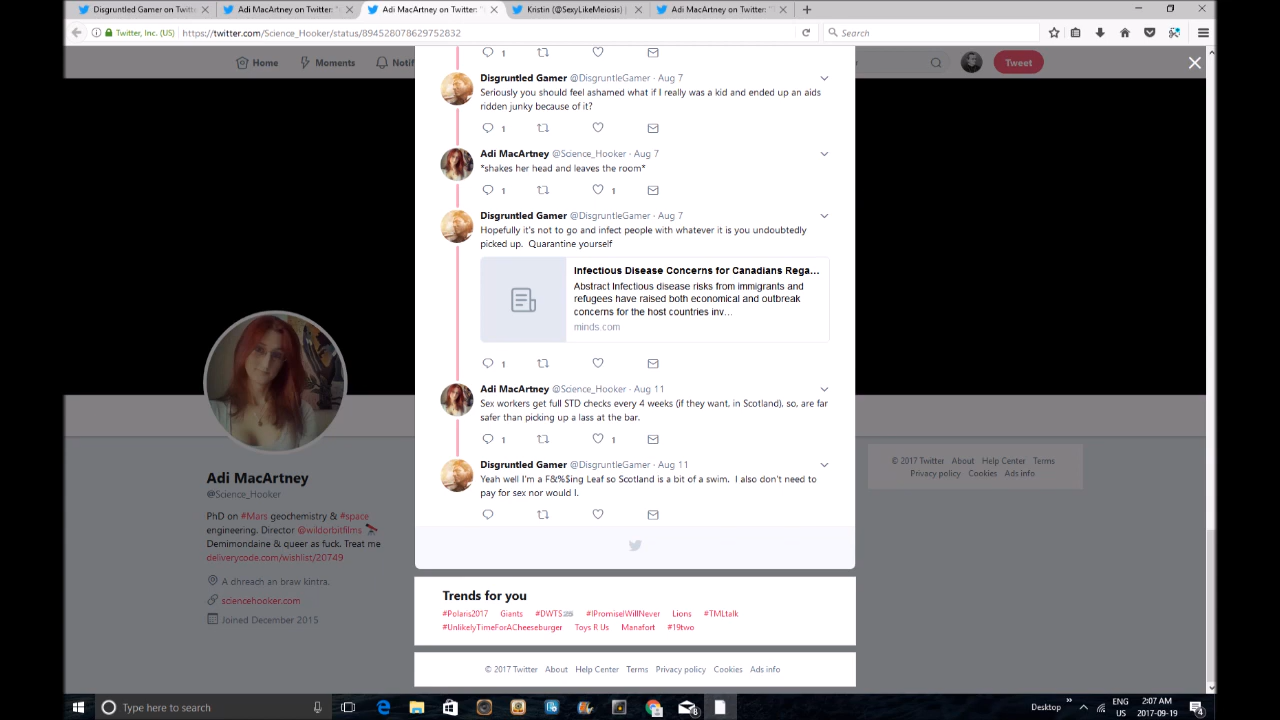 Disgruntled Gamer on Twitt
Adi MacArtney on Twitter: "
Adi MacArtney on Twitter: "
Kristin (@SexyLikeMeiosis) |
Adi MacArtney on Twitter: "
Twitter, Inc. (US)
https://twitter.com/Science_Hooker/status/894528078629752832
Search
Home
Moments
Notif
Tweet
1
Disgruntled Gamer @DisgruntleGamer · Aug 7
Seriously you should feel ashamed what if I really was a kid and ended up an aids
ridden junky because of it?
1
Adi MacArtney @Science_Hooker · Aug 7
*shakes her head and leaves the room*
1 1
Disgruntled Gamer @DisgruntleGamer · Aug 7
Hopefully it's not to go and infect people with whatever it is you undoubtedly
picked up. Quarantine yourself
Infectious Disease Concerns for Canadians Rega...
Abstract Infectious disease risks from immigrants and
refugees have raised both economical and outbreak
concerns for the host countries inv...
minds.com
1
Adi MacArtney @Science_Hooker · Aug 11
Sex workers get full STD checks every 4 weeks (if they want, in Scotland), so, are far
safer than picking up a lass at the bar.
1 1
Disgruntled Gamer @DisgruntleGamer · Aug 11
Yeah well I'm a F&%$ing Leaf so Scotland is a bit of a swim. I also don't need to
pay for sex nor would I.
Adi MacArtney
@Science_Hooker
PhD on #Mars geochemistry & #space
engineering. Director @wildorbitfilms
Demimondaine & queer as fuck. Treat me
deliverycode.com/wishlist/20749
A dhreach an braw kintra.
sciencehooker.com
Joined December 2015
© 2017 Twitter About Help Center Terms
Privacy policy Cookies Ads info
Trends for you
#Polaris2017 Giants #DWTS #IPromiseIWillNever Lions #TMLtalk
#UnlikelyTimeForACheeseburger Toys R Us Manafort #19two
© 2017 Twitter About Help Center Terms Privacy policy Cookies Ads info
Type here to search
Desktop
ENG
US
2:07 AM
2017-09-19